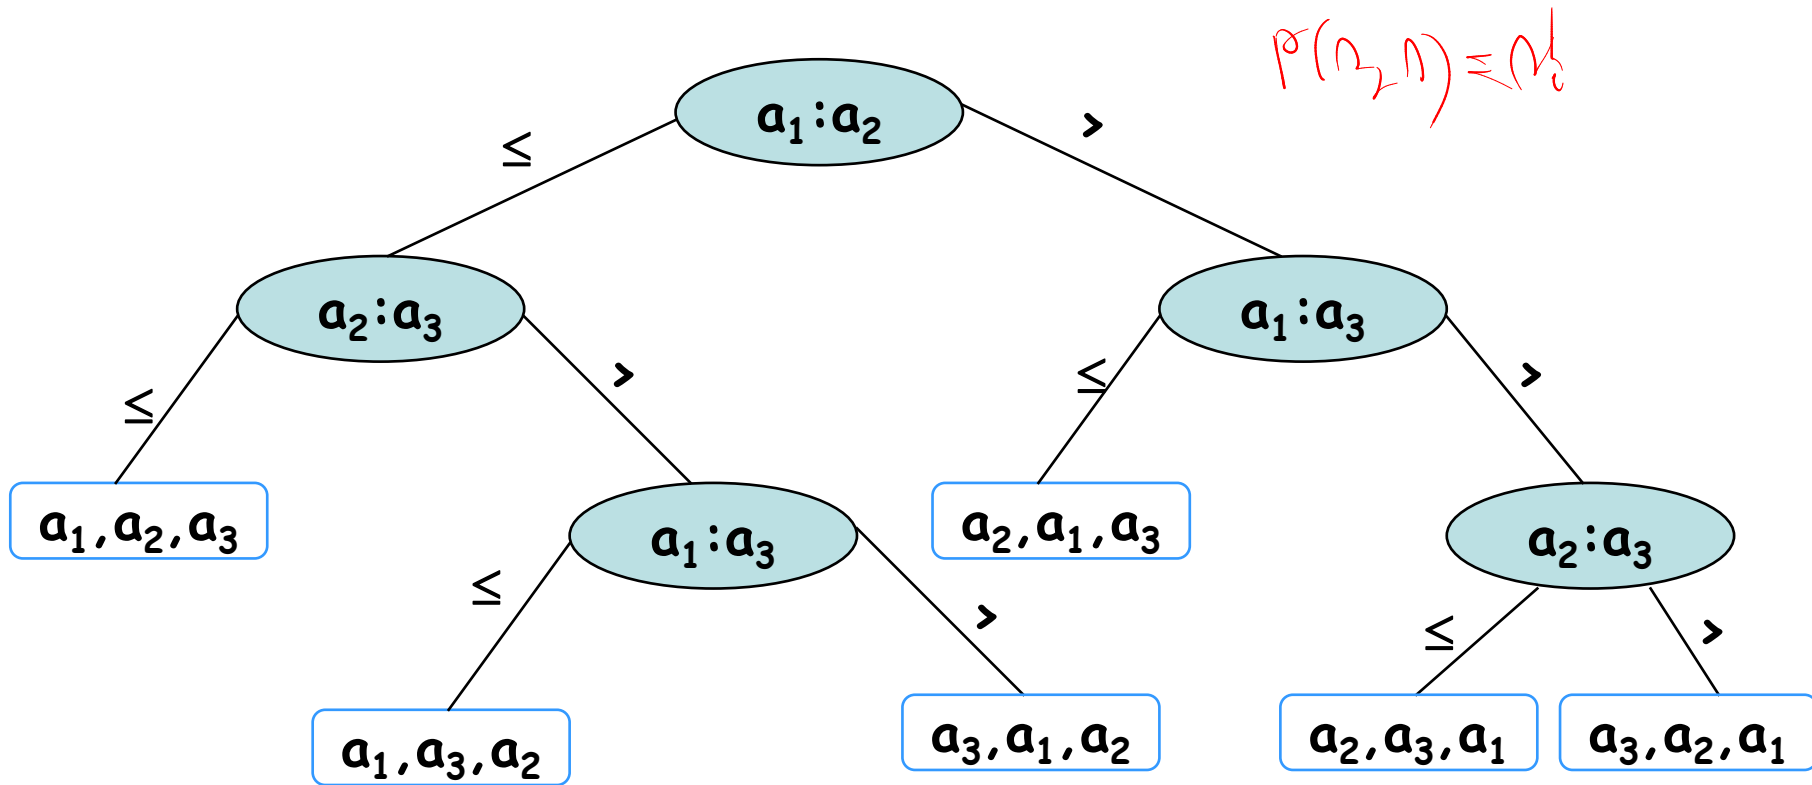 a₁:a₂
≤
>
a₂:a₃
a₁:a₃
≤
>
≤
>
a₁,a₂,a₃
a₁:a₃
a₂,a₁,a₃
a₂:a₃
≤
>
≤
>
a₁,a₃,a₂
a₃,a₁,a₂
a₂,a₃,a₁
a₃,a₂,a₁